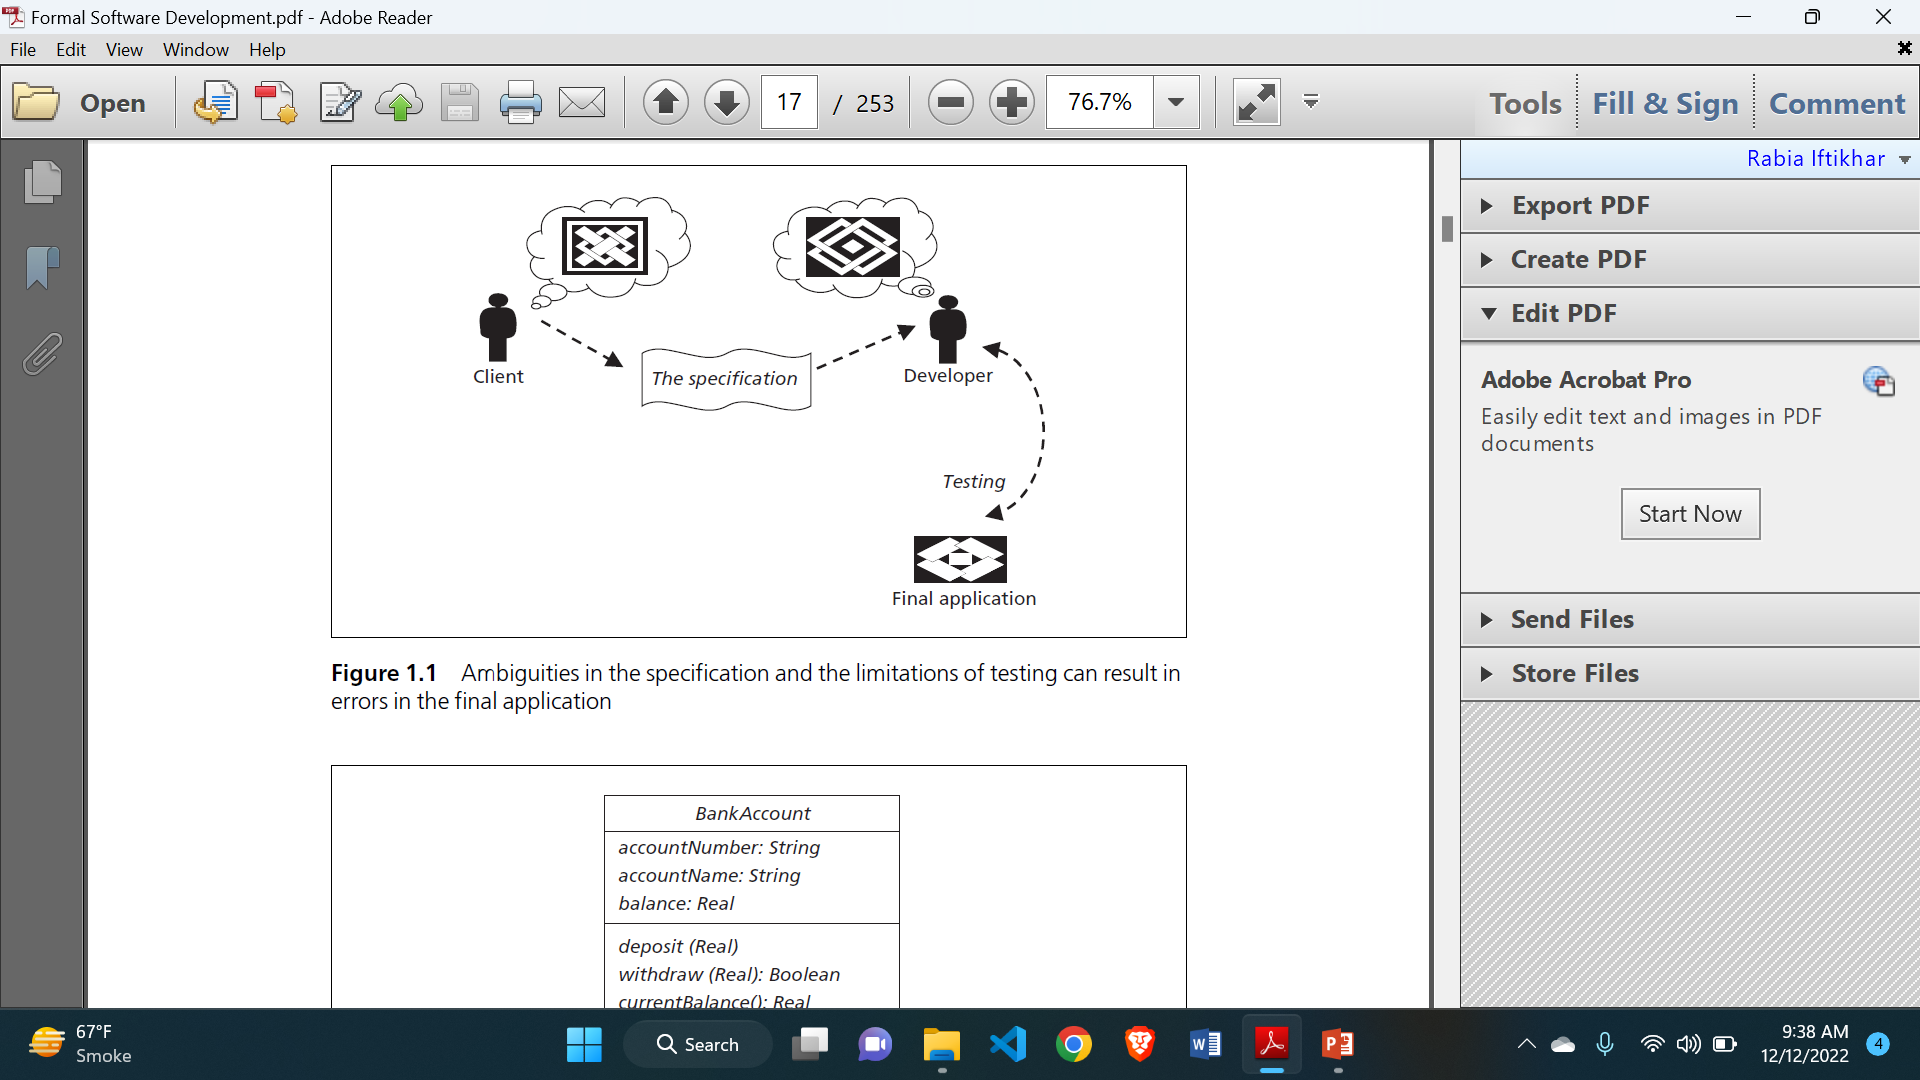 Formal Software Development.pdf - Adobe Reader
File Edit View Window Help
Open 17 / 253 76.7% Tools Fill & Sign Comment
Rabia Iftikhar
Export PDF
Create PDF
Edit PDF
Adobe Acrobat Pro
Easily edit text and images in PDF
documents
Start Now
Send Files
Store Files
Client
The specification
Developer
Testing
Final application
Figure 1.1 Ambiguities in the specification and the limitations of testing can result in
errors in the final application
BankAccount
accountNumber: String
accountName: String
balance: Real
deposit (Real)
withdraw (Real): Boolean
currentBalance(): Real
67°F
Smoke
Search
9:38 AM
12/12/2022
4